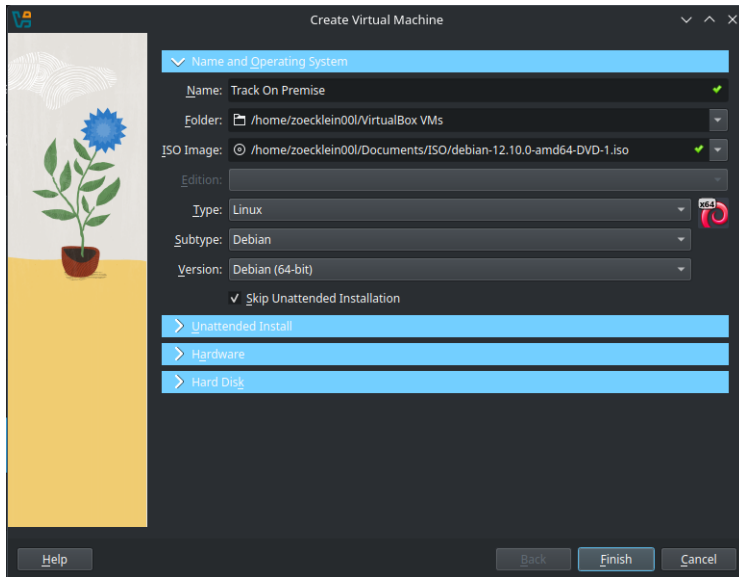 Create Virtual Machine
Name and Operating System
Name: Track On Premise
Folder: /home/zoecklein00l/VirtualBox VMs
ISO Image: /home/zoecklein00l/Documents/ISO/debian-12.10.0-amd64-DVD-1.iso
Edition:
Type: Linux
x64
Subtype: Debian
Version: Debian (64-bit)
Skip Unattended Installation
Unattended Install
Hardware
Hard Disk
Help Back Finish Cancel